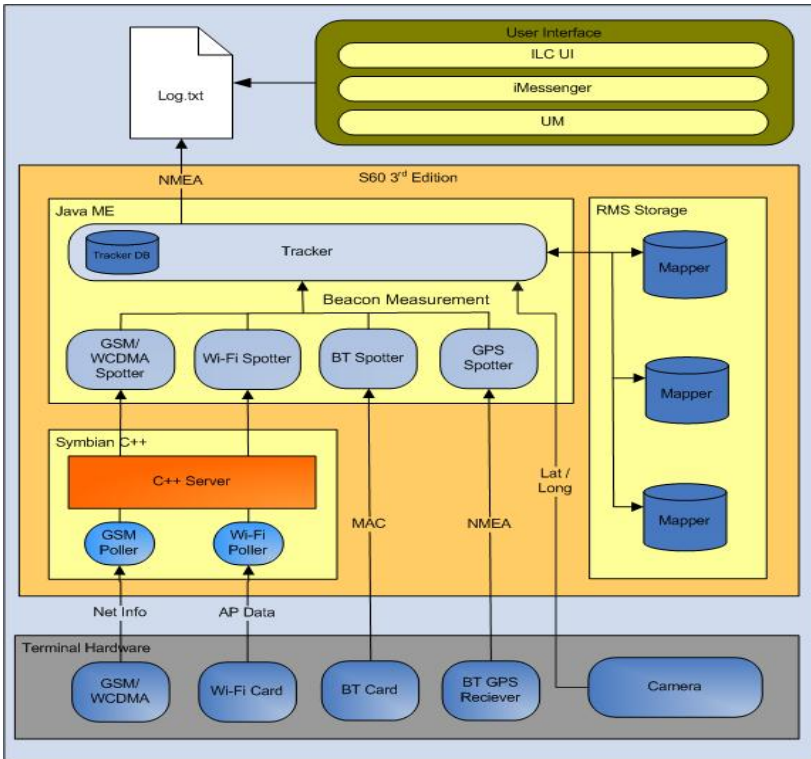 User Interface
ILC UI
iMessenger
UM
Log.txt
NMEA
S60 3rd Edition
Java ME
RMS Storage
Tracker DB
Tracker
Mapper
Beacon Measurement
GSM/
WCDMA
Spotter
Wi-Fi Spotter
BT Spotter
GPS
Spotter
Mapper
Symbian C++
C++ Server
Lat /
Long
MAC
NMEA
GSM
Poller
Wi-Fi
Poller
Mapper
Net Info
AP Data
Terminal Hardware
GSM/
WCDMA
Wi-Fi Card
BT Card
BT GPS
Reciever
Camera